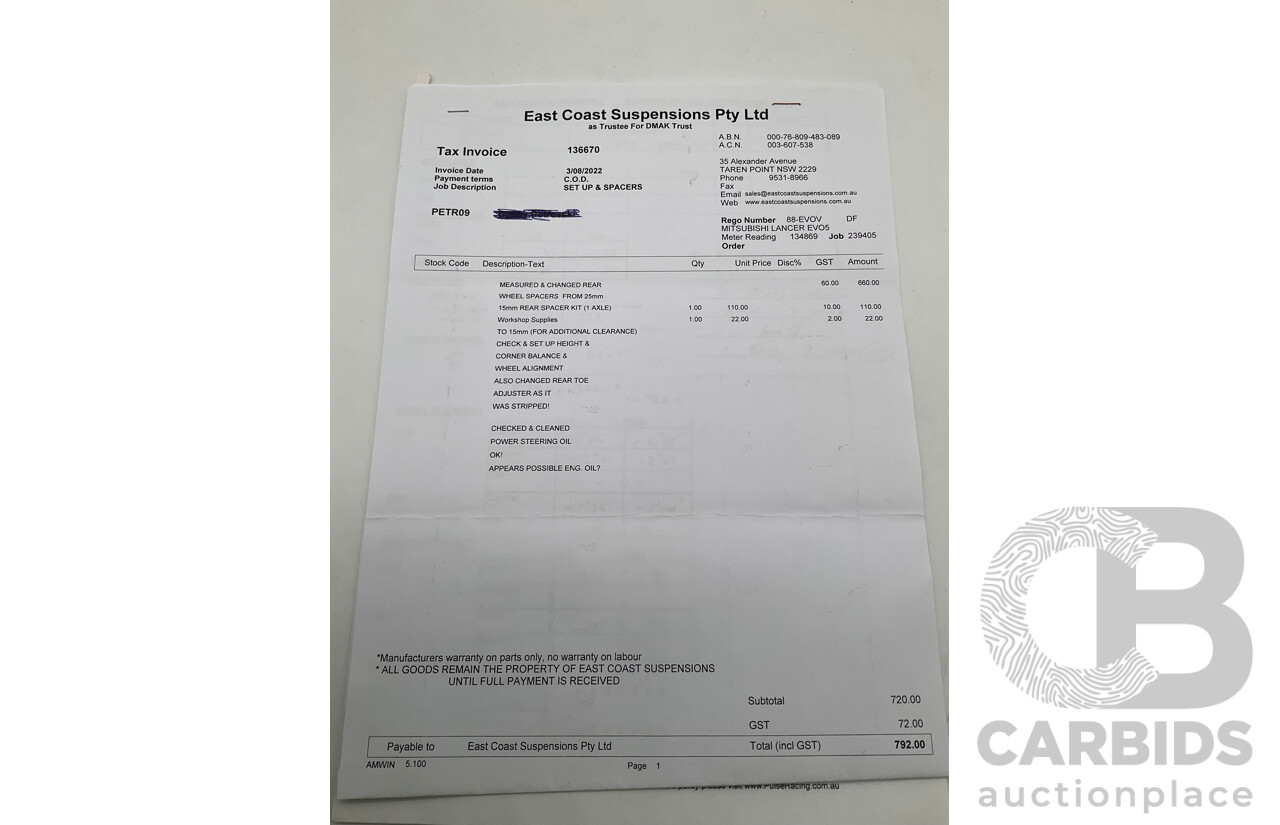 East Coast Suspensions Pty Ltd
as Trustee For DMAK Trust
A.B.N. 000-76-809-483-089
A.C.N. 003-607-538
Tax Invoice 136670
35 Alexander Avenue
TAREN POINT NSW 2229
Phone 9531-8966
Fax
Email sales@eastcoastsuspensions.com.au
Web www.eastcoastsuspensions.com.au
Invoice Date 3/08/2022
Payment terms C.O.D.
Job Description SET UP & SPACERS
PETR09
Rego Number 88-EVOV DF
MITSUBISHI LANCER EVO5
Meter Reading 134869 Job 239405
Order
Stock Code Description-Text Qty Unit Price Disc% GST Amount
MEASURED & CHANGED REAR 60.00 660.00
WHEEL SPACERS FROM 25mm
15mm REAR SPACER KIT (1 AXLE) 1.00 110.00 10.00 110.00
Workshop Supplies 1.00 22.00 2.00 22.00
TO 15mm (FOR ADDITIONAL CLEARANCE)
CHECK & SET UP HEIGHT &
CORNER BALANCE &
WHEEL ALIGNMENT
ALSO CHANGED REAR TOE
ADJUSTER AS IT
WAS STRIPPED!
CHECKED & CLEANED
POWER STEERING OIL
OK!
APPEARS POSSIBLE ENG. OIL?
*Manufacturers warranty on parts only, no warranty on labour
* ALL GOODS REMAIN THE PROPERTY OF EAST COAST SUSPENSIONS
UNTIL FULL PAYMENT IS RECEIVED
Subtotal 720.00
GST 72.00
Payable to East Coast Suspensions Pty Ltd Total (incl GST) 792.00
AMWIN 5.100 Page 1
visit www.PulseRacing.com.au
CB
CARBIDS
auctionplace